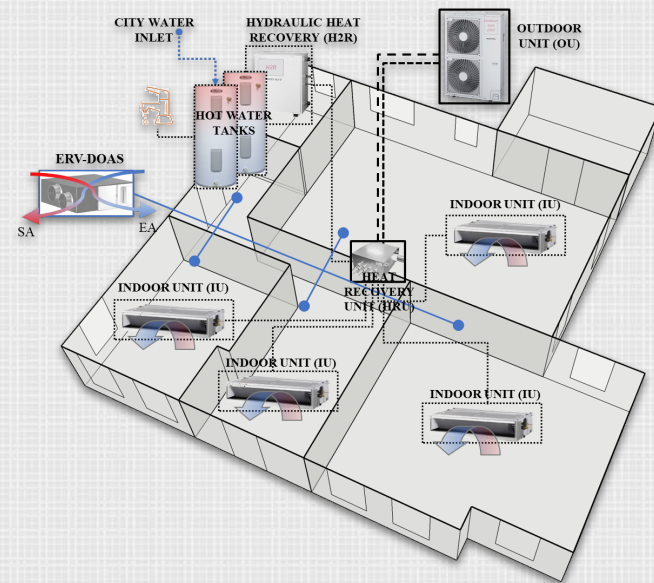 CITY WATER
INLET
HYDRAULIC HEAT
RECOVERY (H2R)
OUTDOOR
UNIT (OU)
HOT WATER
TANKS
ERV-DOAS
SA
EA
INDOOR UNIT (IU)
HEAT
RECOVERY
UNIT (HRU)
INDOOR UNIT (IU)
INDOOR UNIT (IU)
INDOOR UNIT (IU)